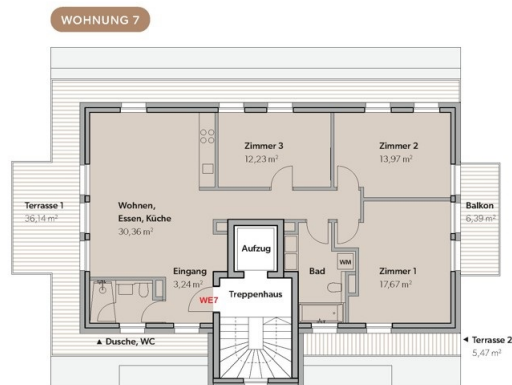 WOHNUNG 7
Zimmer 3
12,23 m²
Zimmer 2
13,97 m²
Terrasse 1
36,14 m²
Wohnen,
Essen, Küche
30,36 m²
Balkon
6,39 m²
Aufzug
Eingang
3,24 m²
WE7
Treppenhaus
Bad
WM
Zimmer 1
17,67 m²
▲ Dusche, WC
◄ Terrasse 2
5,47 m²